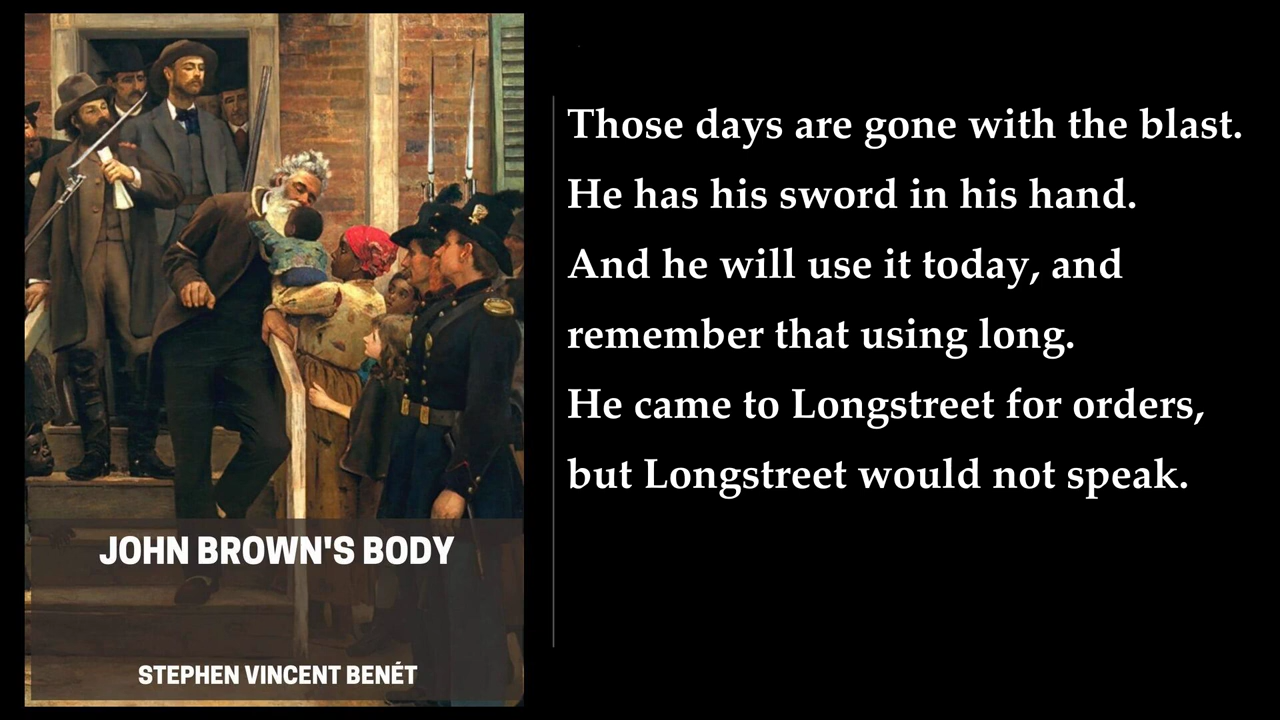 Those days are gone with the blast.
He has his sword in his hand.
And he will use it today, and
remember that using long.
He came to Longstreet for orders,
but Longstreet would not speak.
JOHN BROWN'S BODY
STEPHEN VINCENT BENÉT